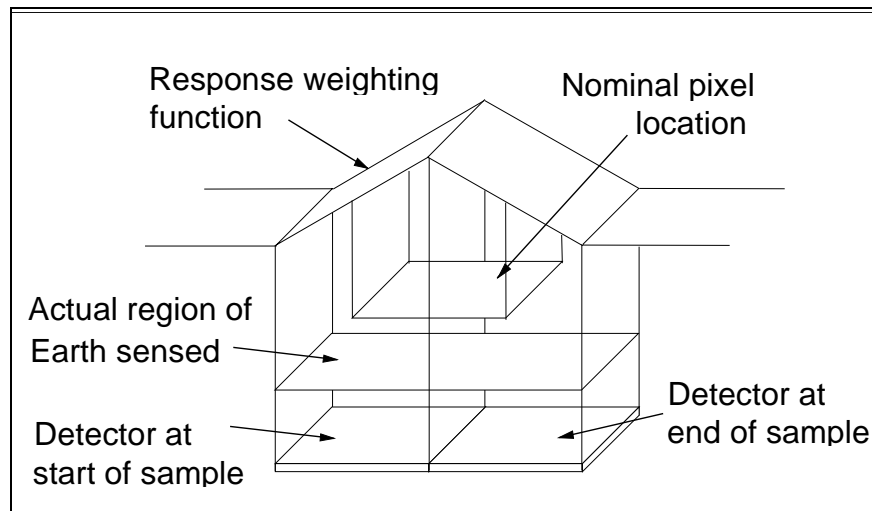 Response weighting
function
Nominal pixel
location
Actual region of
Earth sensed
Detector at
start of sample
Detector at
end of sample